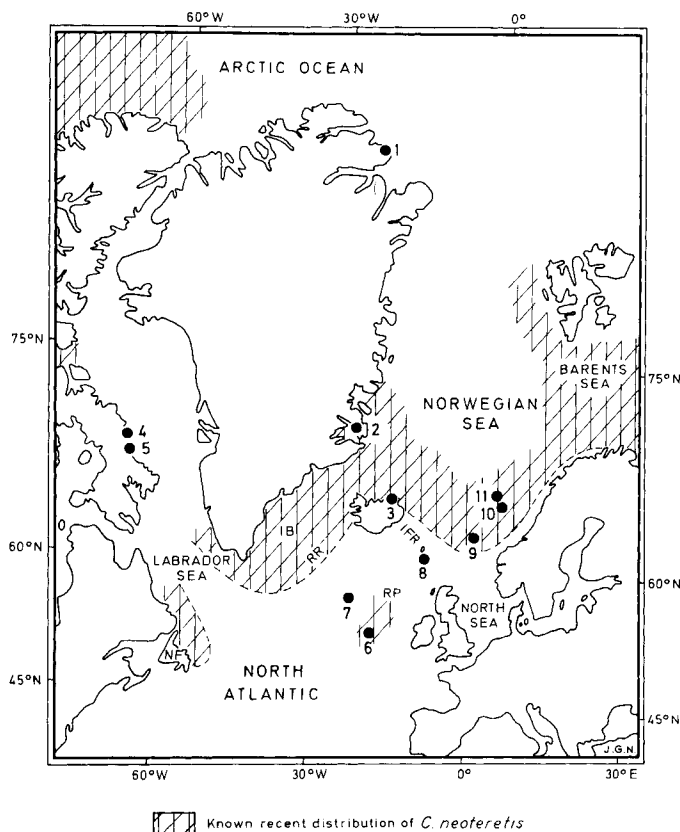 60°W 30°W 0°
ARCTIC OCEAN
1
75°N 75°N
BARENTS SEA
NORWEGIAN SEA
2
4
5
11
10
3
IB
RR
IFR
9
8
60°N 60°N
LABRADOR SEA
RP
NORTH SEA
7
6
NF
NORTH ATLANTIC
45°N 45°N
J.G.N.
60°W 30°W 0° 30°E
Known recent distribution of C. neoteretis